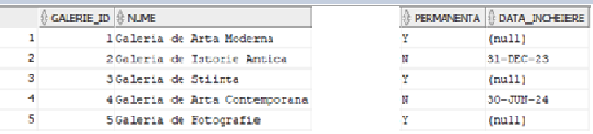 GALERIE_ID NUME PERMANENTA DATA_INCHEIERE
1 1 Galeria de Arta Moderna Y (null)
2 2 Galeria de Istorie Antica N 31-DEC-23
3 3 Galeria de Stiinta Y (null)
4 4 Galeria de Arta Contemporana N 30-JUN-24
5 5 Galeria de Fotografie Y (null)